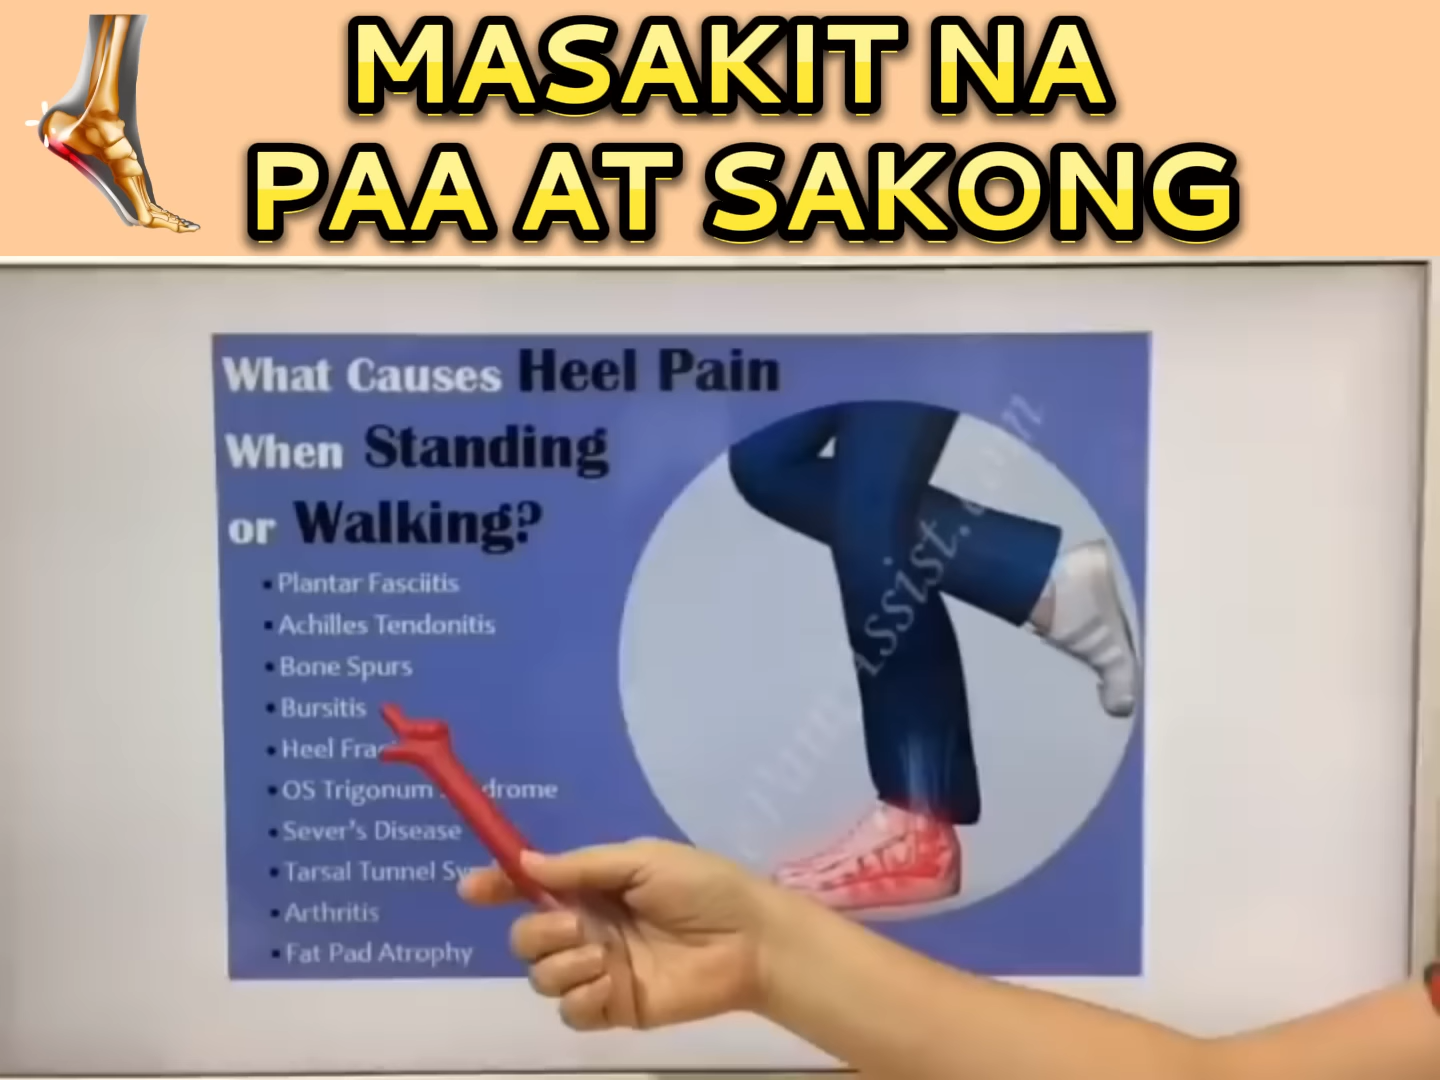 MASAKIT NA
PAA AT SAKONG
What Causes Heel Pain
When Standing
or Walking?
• Plantar Fasciitis
• Achilles Tendonitis
• Bone Spurs
• Bursitis
• Heel
• OS Trigonum
• Sever's Disease
• Tarsal Tunnel
• Arthritis
• Fat Pad Atrophy